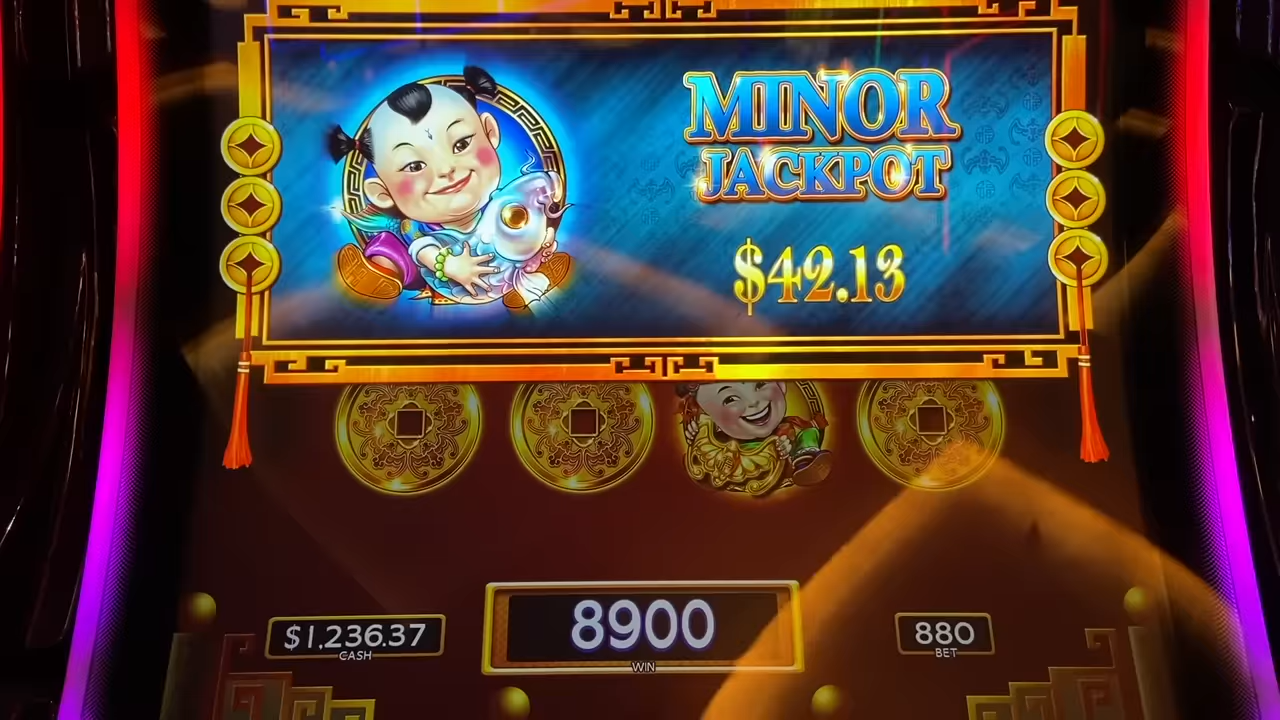 MINOR
JACKPOT
$42.13
$1,236.37
CASH
8900
WIN
880
BET